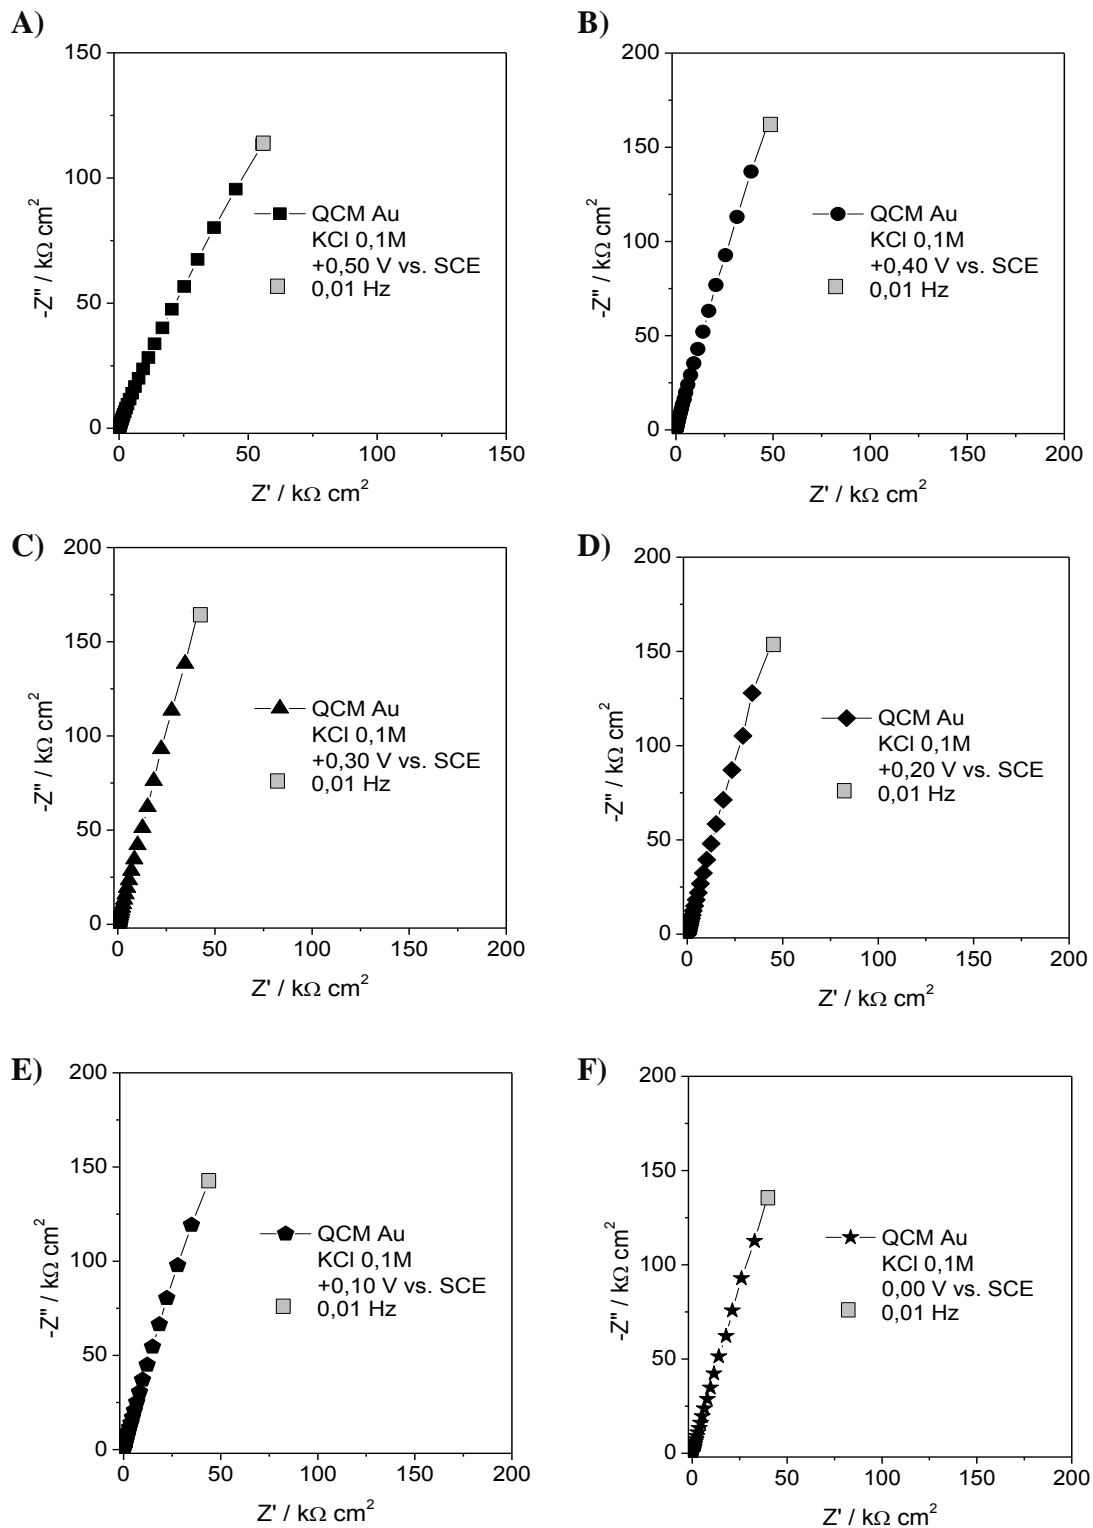 A)
150
100
50
0
-Z" / kΩ cm²
QCM Au
KCl 0,1M
+0,50 V vs. SCE
0,01 Hz
0 50 100 150
Z' / kΩ cm²
B)
200
150
100
50
0
-Z" / kΩ cm²
QCM Au
KCl 0,1M
+0,40 V vs. SCE
0,01 Hz
0 50 100 150 200
Z' / kΩ cm²
C)
200
150
100
50
0
-Z" / kΩ cm²
QCM Au
KCl 0,1M
+0,30 V vs. SCE
0,01 Hz
0 50 100 150 200
Z' / kΩ cm²
D)
200
150
100
50
0
-Z" / kΩ cm²
QCM Au
KCl 0,1M
+0,20 V vs. SCE
0,01 Hz
0 50 100 150 200
Z' / kΩ cm²
E)
200
150
100
50
0
-Z" / kΩ cm²
QCM Au
KCl 0,1M
+0,10 V vs. SCE
0,01 Hz
0 50 100 150 200
Z' / kΩ cm²
F)
200
150
100
50
0
-Z" / kΩ cm²
QCM Au
KCl 0,1M
0,00 V vs. SCE
0,01 Hz
0 50 100 150 200
Z' / kΩ cm²